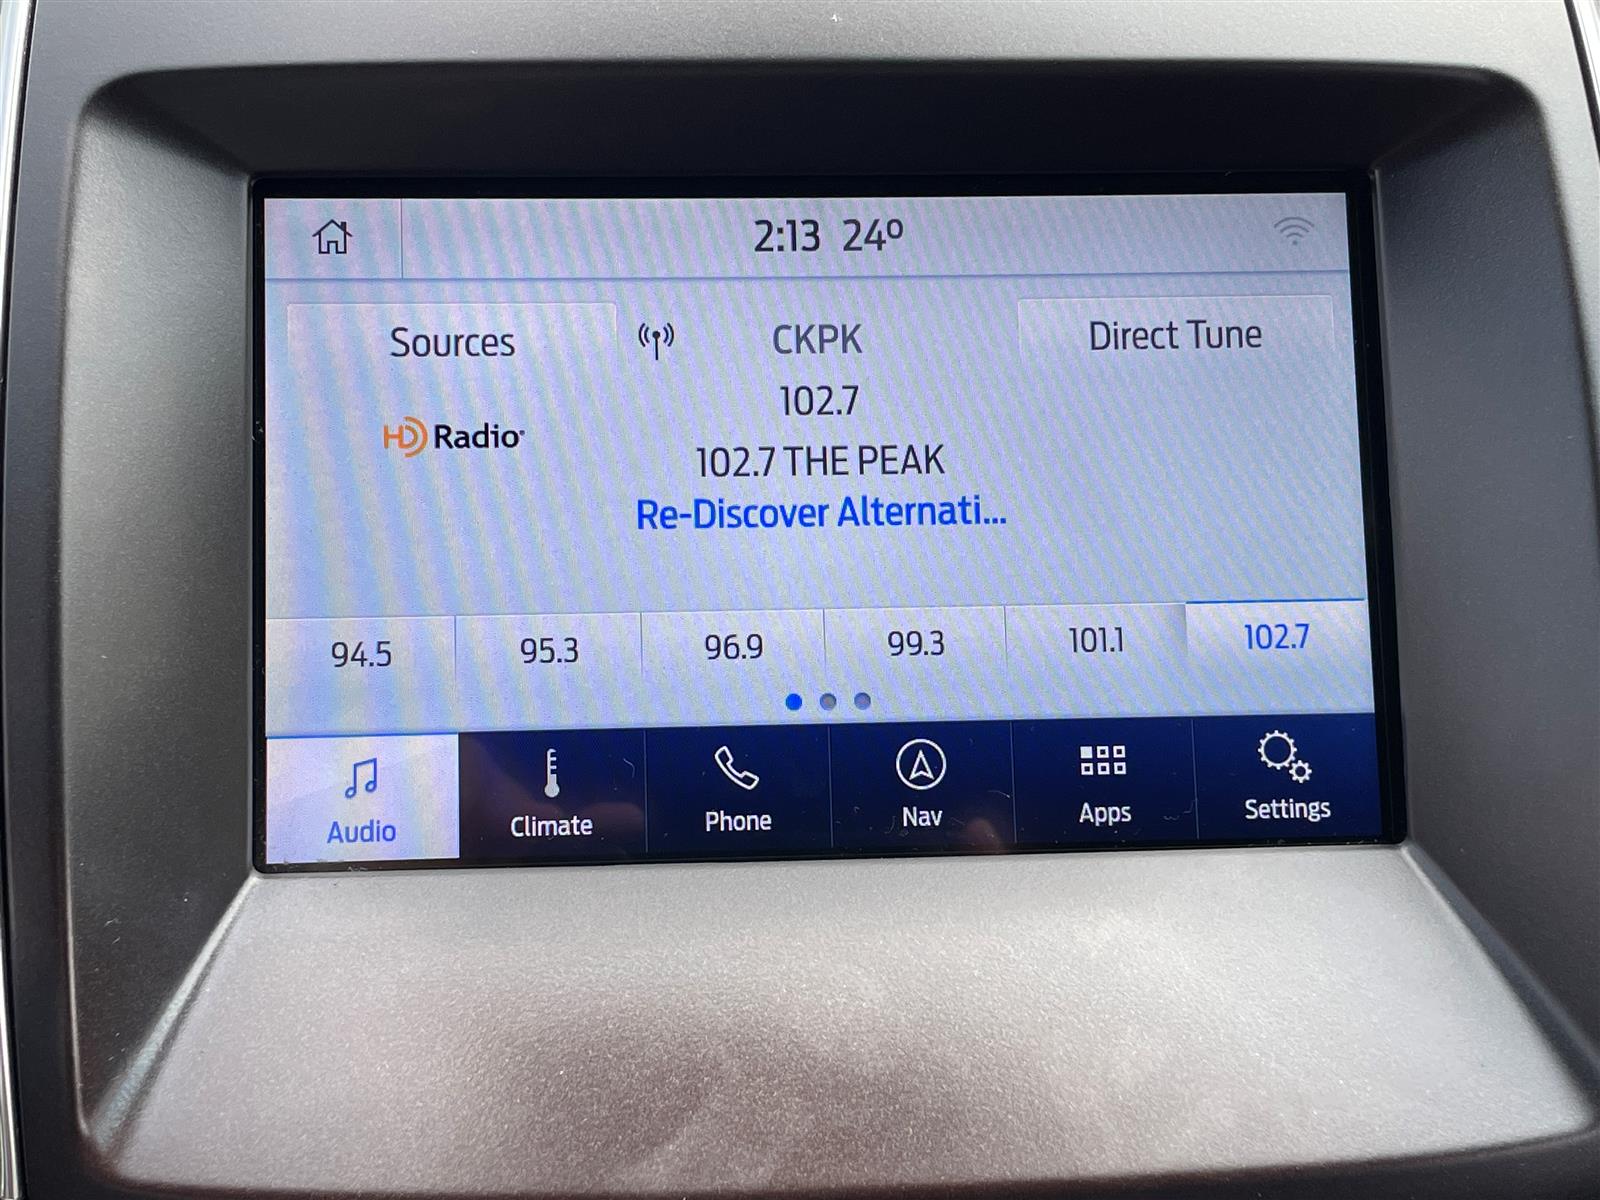 2:13 24º
Sources
CKPK
Direct Tune
102.7
HD Radio
102.7 THE PEAK
Re-Discover Alternati...
94.5
95.3
96.9
99.3
101.1
102.7
Audio
Climate
Phone
Nav
Apps
Settings